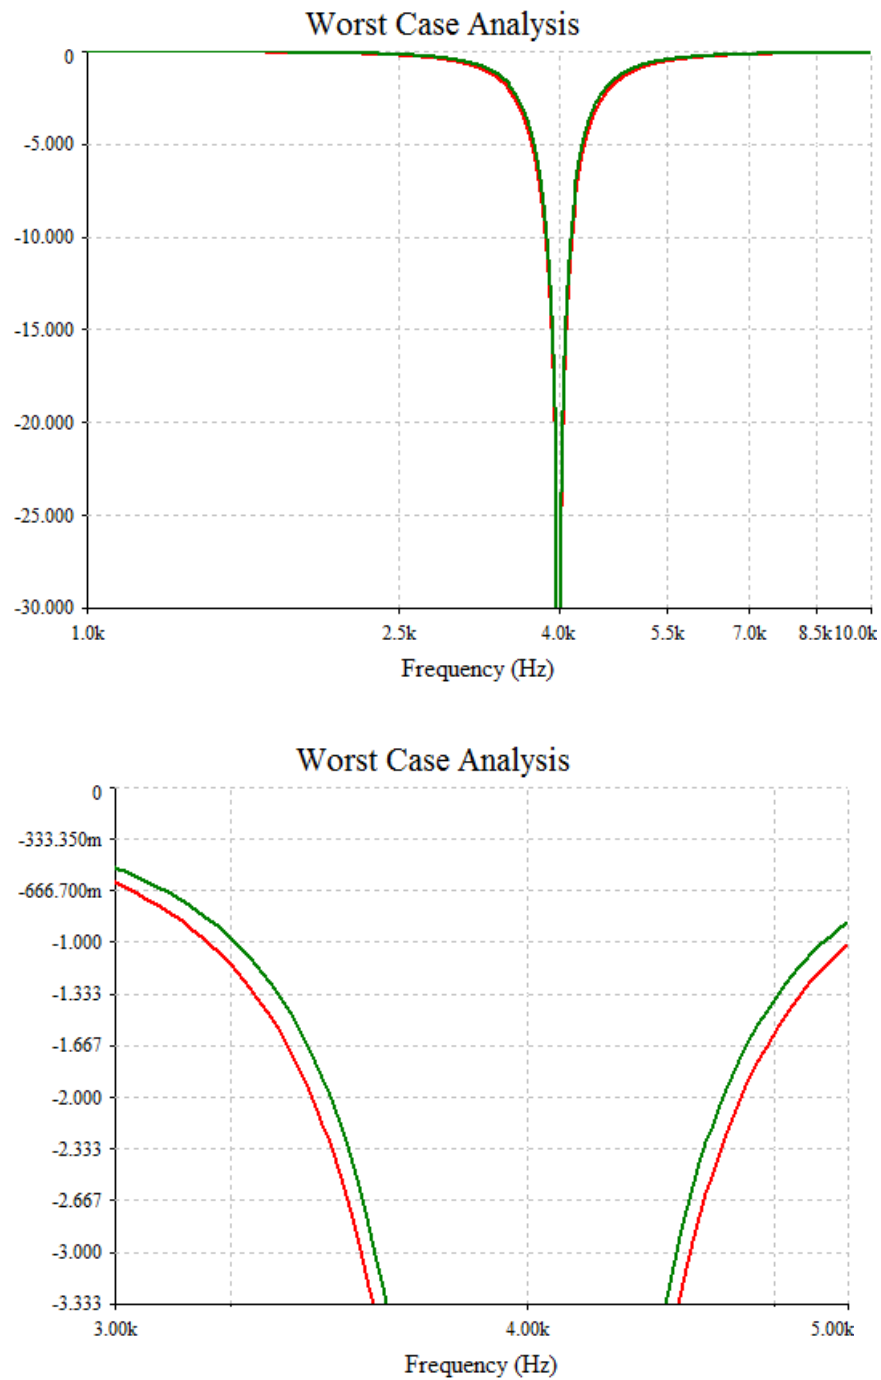 Worst Case Analysis
0
-5.000
-10.000
-15.000
-20.000
-25.000
-30.000
1.0k 2.5k 4.0k 5.5k 7.0k 8.5k 10.0k
Frequency (Hz)
Worst Case Analysis
0
-333.350m
-666.700m
-1.000
-1.333
-1.667
-2.000
-2.333
-2.667
-3.000
-3.333
3.00k 4.00k 5.00k
Frequency (Hz)